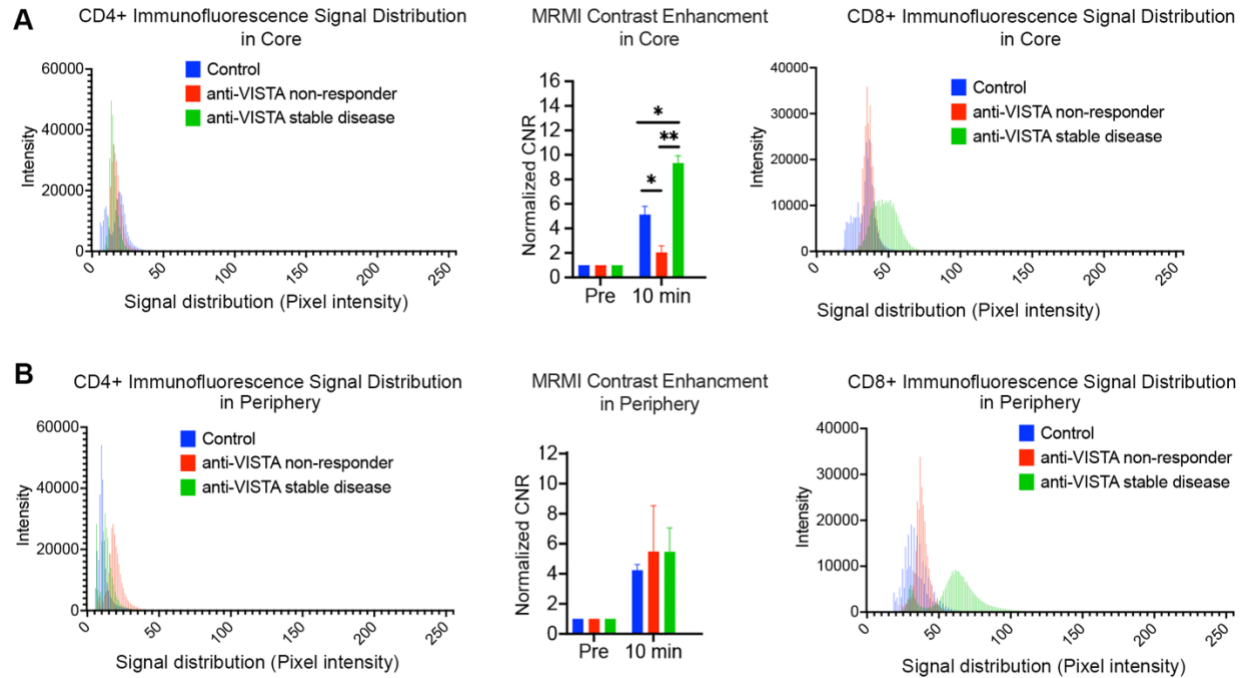 A
CD4+ Immunofluorescence Signal Distribution
in Core
Control
anti-VISTA non-responder
anti-VISTA stable disease
60000
40000
20000
0
Intensity
0 50 100 150 200 250
Signal distribution (Pixel intensity)
MRMI Contrast Enhancment
in Core
16
14
12
10
8
6
4
2
0
Normalized CNR
*
**
*
Pre 10 min
CD8+ Immunofluorescence Signal Distribution
in Core
Control
anti-VISTA non-responder
anti-VISTA stable disease
40000
30000
20000
10000
0
Intensity
0 50 100 150 200 250
Signal distribution (Pixel intensity)
B
CD4+ Immunofluorescence Signal Distribution
in Periphery
Control
anti-VISTA non-responder
anti-VISTA stable disease
60000
40000
20000
0
Intensity
0 50 100 150 200 250
Signal distribution (Pixel intensity)
MRMI Contrast Enhancment
in Periphery
12
10
8
6
4
2
0
Normalized CNR
Pre 10 min
CD8+ Immunofluorescence Signal Distribution
in Periphery
Control
anti-VISTA non-responder
anti-VISTA stable disease
40000
30000
20000
10000
0
Intensity
0 50 100 150 200 250
Signal distribution (Pixel intensity)